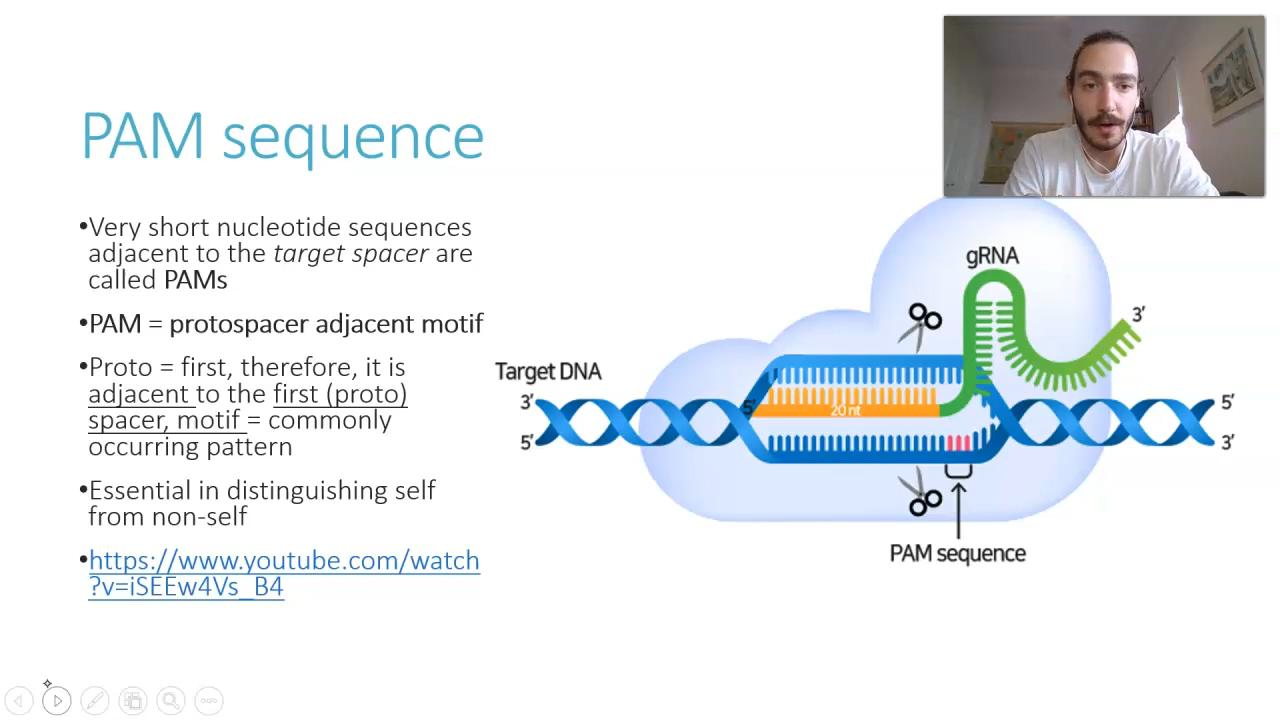 PAM sequence
•Very short nucleotide sequences
adjacent to the target spacer are
called PAMs
•PAM = protospacer adjacent motif
•Proto = first, therefore, it is
adjacent to the first (proto)
spacer, motif = commonly
occurring pattern
•Essential in distinguishing self
from non-self
•https://www.youtube.com/watch
?v=iSEEw4Vs_B4
gRNA
3'
Target DNA
3'
5'
5'
20 nt
5'
3'
PAM sequence